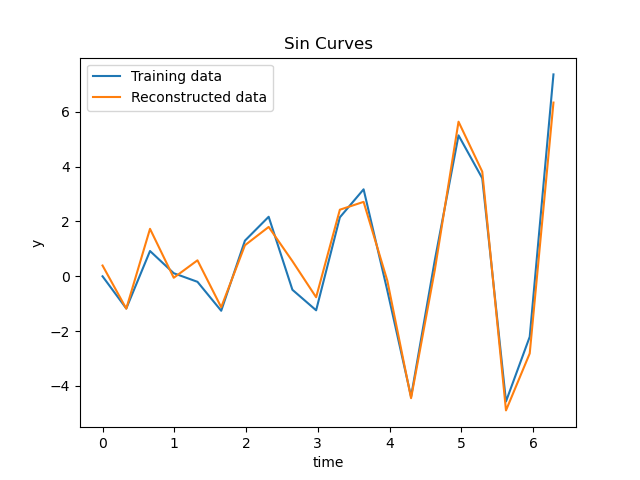 Sin Curves
Training data
Reconstructed data
6
4
2
0
−2
−4
y
0 1 2 3 4 5 6
time